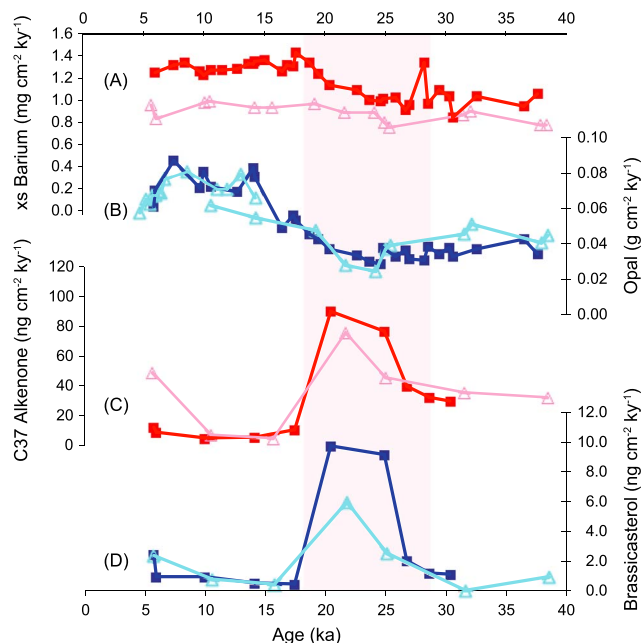 0 5 10 15 20 25 30 35 40
1.6
1.4
1.2
1.0
0.8
0.6
0.4
0.2
0.0
xs Barium (mg cm⁻² ky⁻¹)
(A)
(B)
0.10
0.08
0.06
0.04
0.02
0.00
Opal (g cm⁻² ky⁻¹)
120
100
80
60
40
20
0
C37 Alkenone (ng cm⁻² ky⁻¹)
(C)
(D)
12.0
10.0
8.0
6.0
4.0
2.0
0.0
Brassicasterol (ng cm⁻² ky⁻¹)
0 5 10 15 20 25 30 35 40
Age (ka)